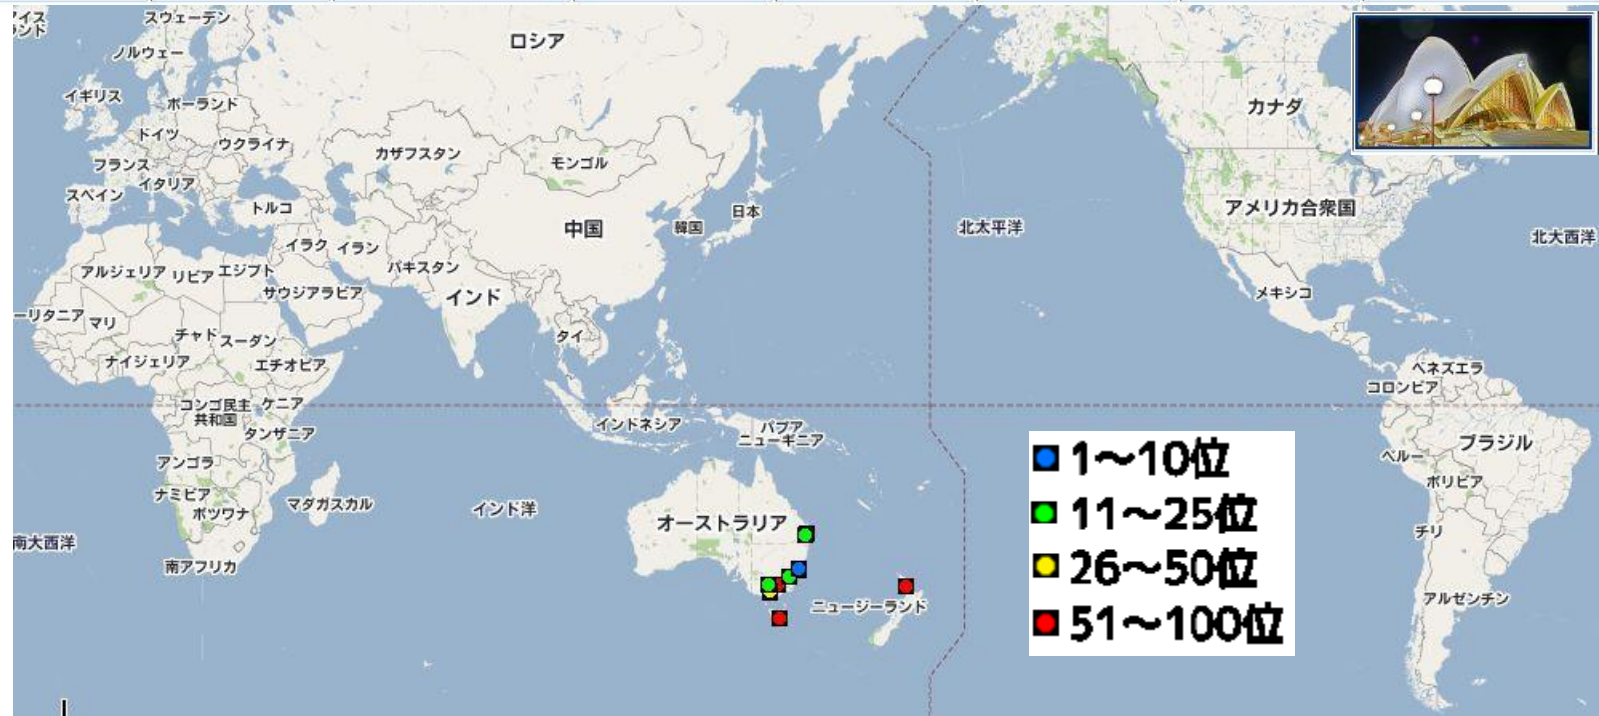 アイス
ランド
スウェーデン
ノルウェー
ロシア
イギリス
ポーランド
ドイツ
ウクライナ
フランス
イタリア
スペイン
トルコ
カザフスタン
モンゴル
カナダ
アメリカ合衆国
中国
韓国
日本
北太平洋
北大西洋
イラク
イラン
アルジェリア
リビア
エジプト
パキスタン
サウジアラビア
インド
メキシコ
ーリタニア
マリ
チャド
スーダン
タイ
ナイジェリア
エチオピア
ベネズエラ
コロンビア
コンゴ民主
共和国
ケニア
タンザニア
インドネシア
パプア
ニューギニア
ブラジル
ペルー
アンゴラ
ボリビア
ナミビア
ボツワナ
マダガスカル
インド洋
オーストラリア
チリ
南大西洋
南アフリカ
ニュージーランド
アルゼンチン
1～10位
11～25位
26～50位
51～100位